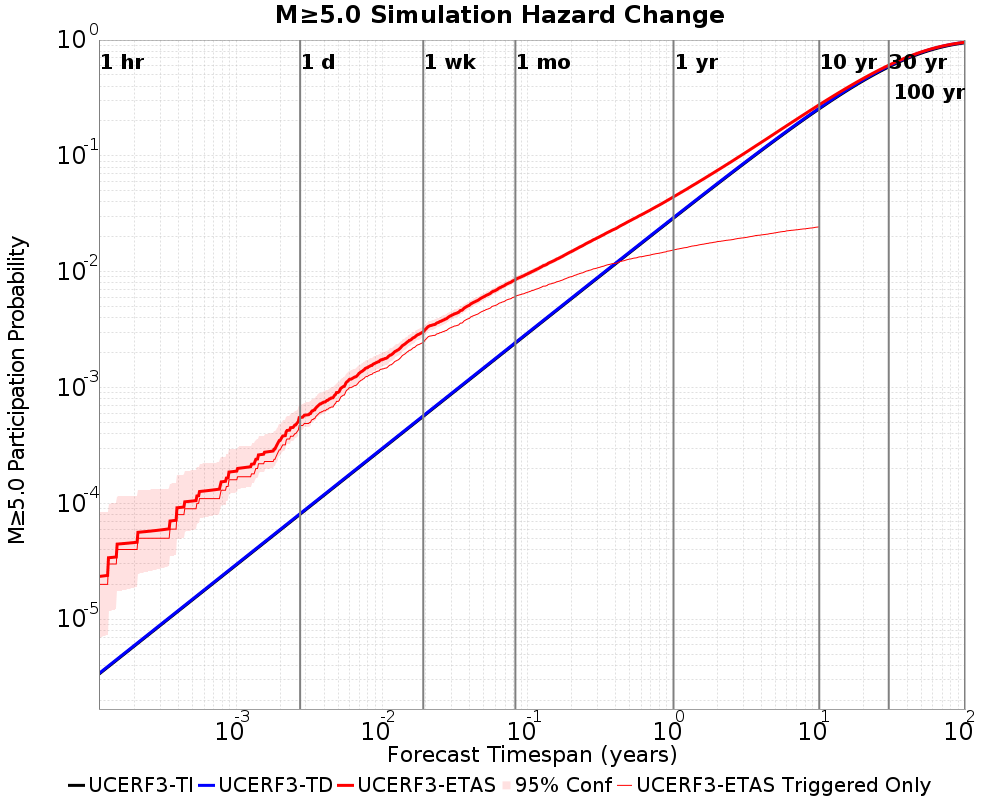 M≥5.0 Simulation Hazard Change
1 hr 1 d 1 wk 1 mo 1 yr 10 yr 30 yr
100 yr
10^0
10^-1
10^-2
10^-3
10^-4
10^-5
M≥5.0 Participation Probability
10^-3 10^-2 10^-1 10^0 10^1 10^2
Forecast Timespan (years)
UCERF3-TI UCERF3-TD UCERF3-ETAS 95% Conf UCERF3-ETAS Triggered Only